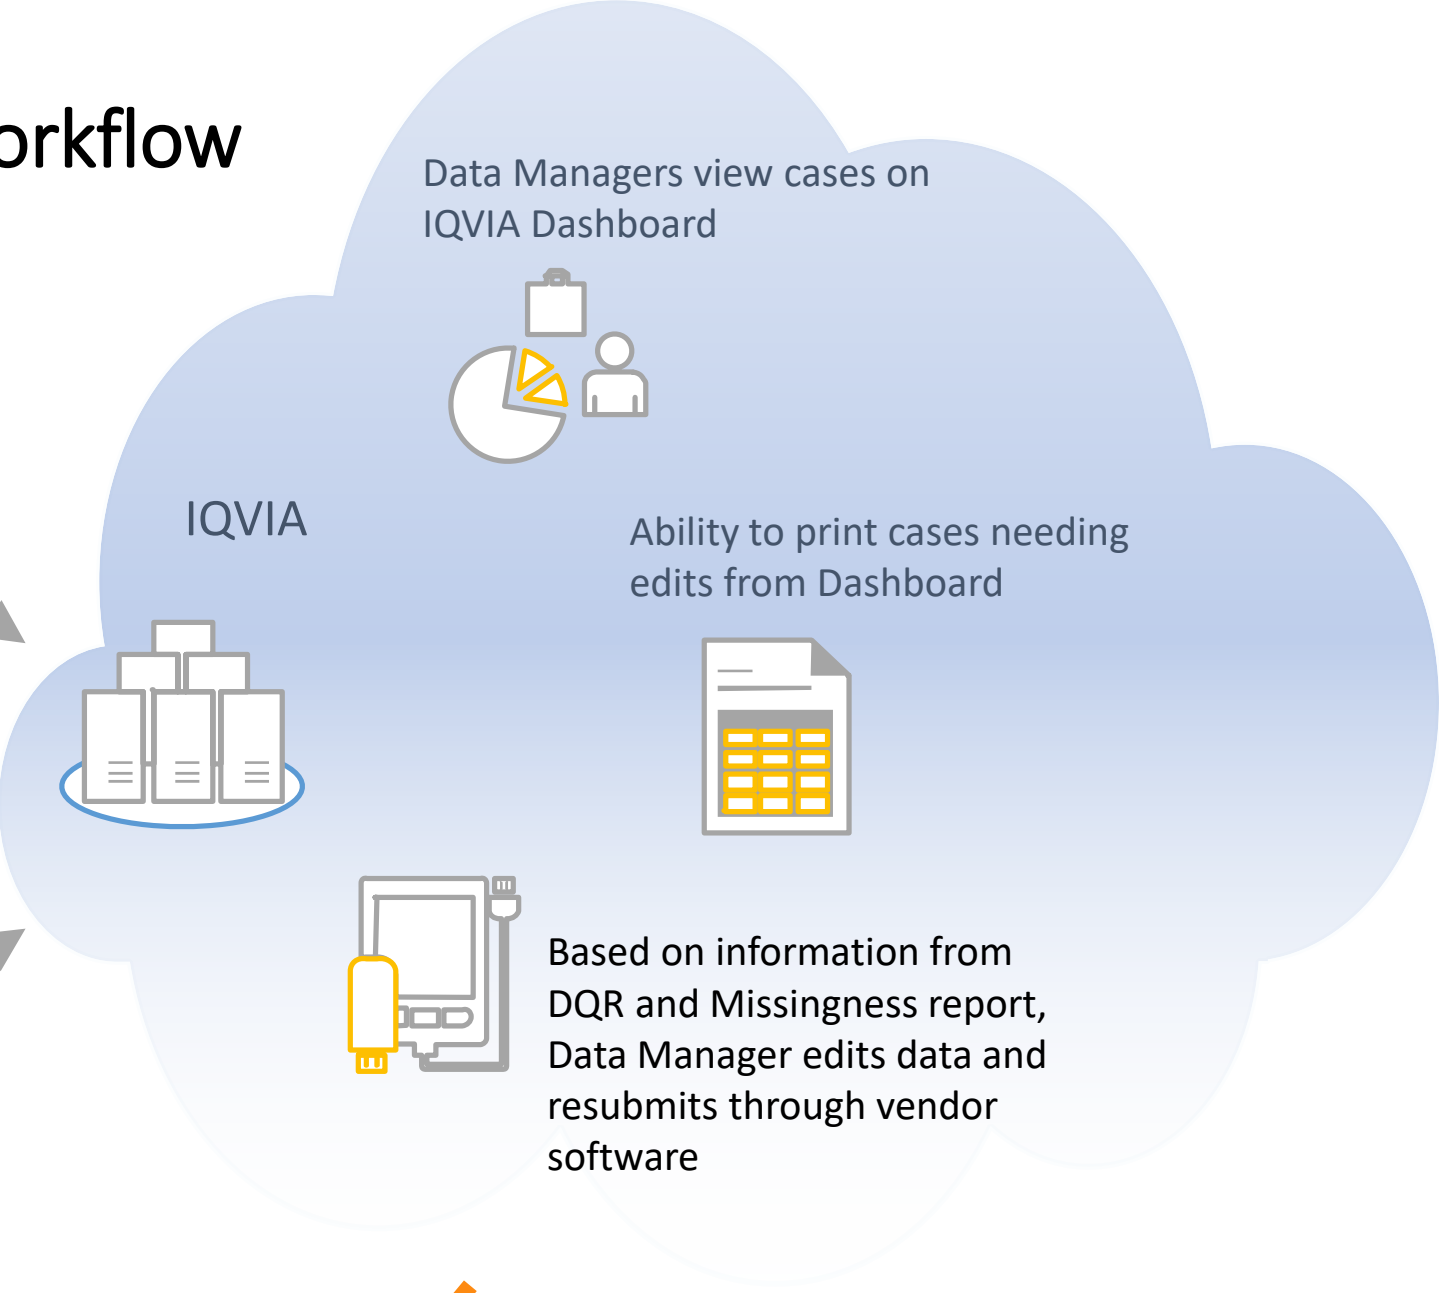 orkflow
Data Managers view cases on
IQVIA Dashboard
IQVIA
Ability to print cases needing
edits from Dashboard
Based on information from
DQR and Missingness report,
Data Manager edits data and
resubmits through vendor
software